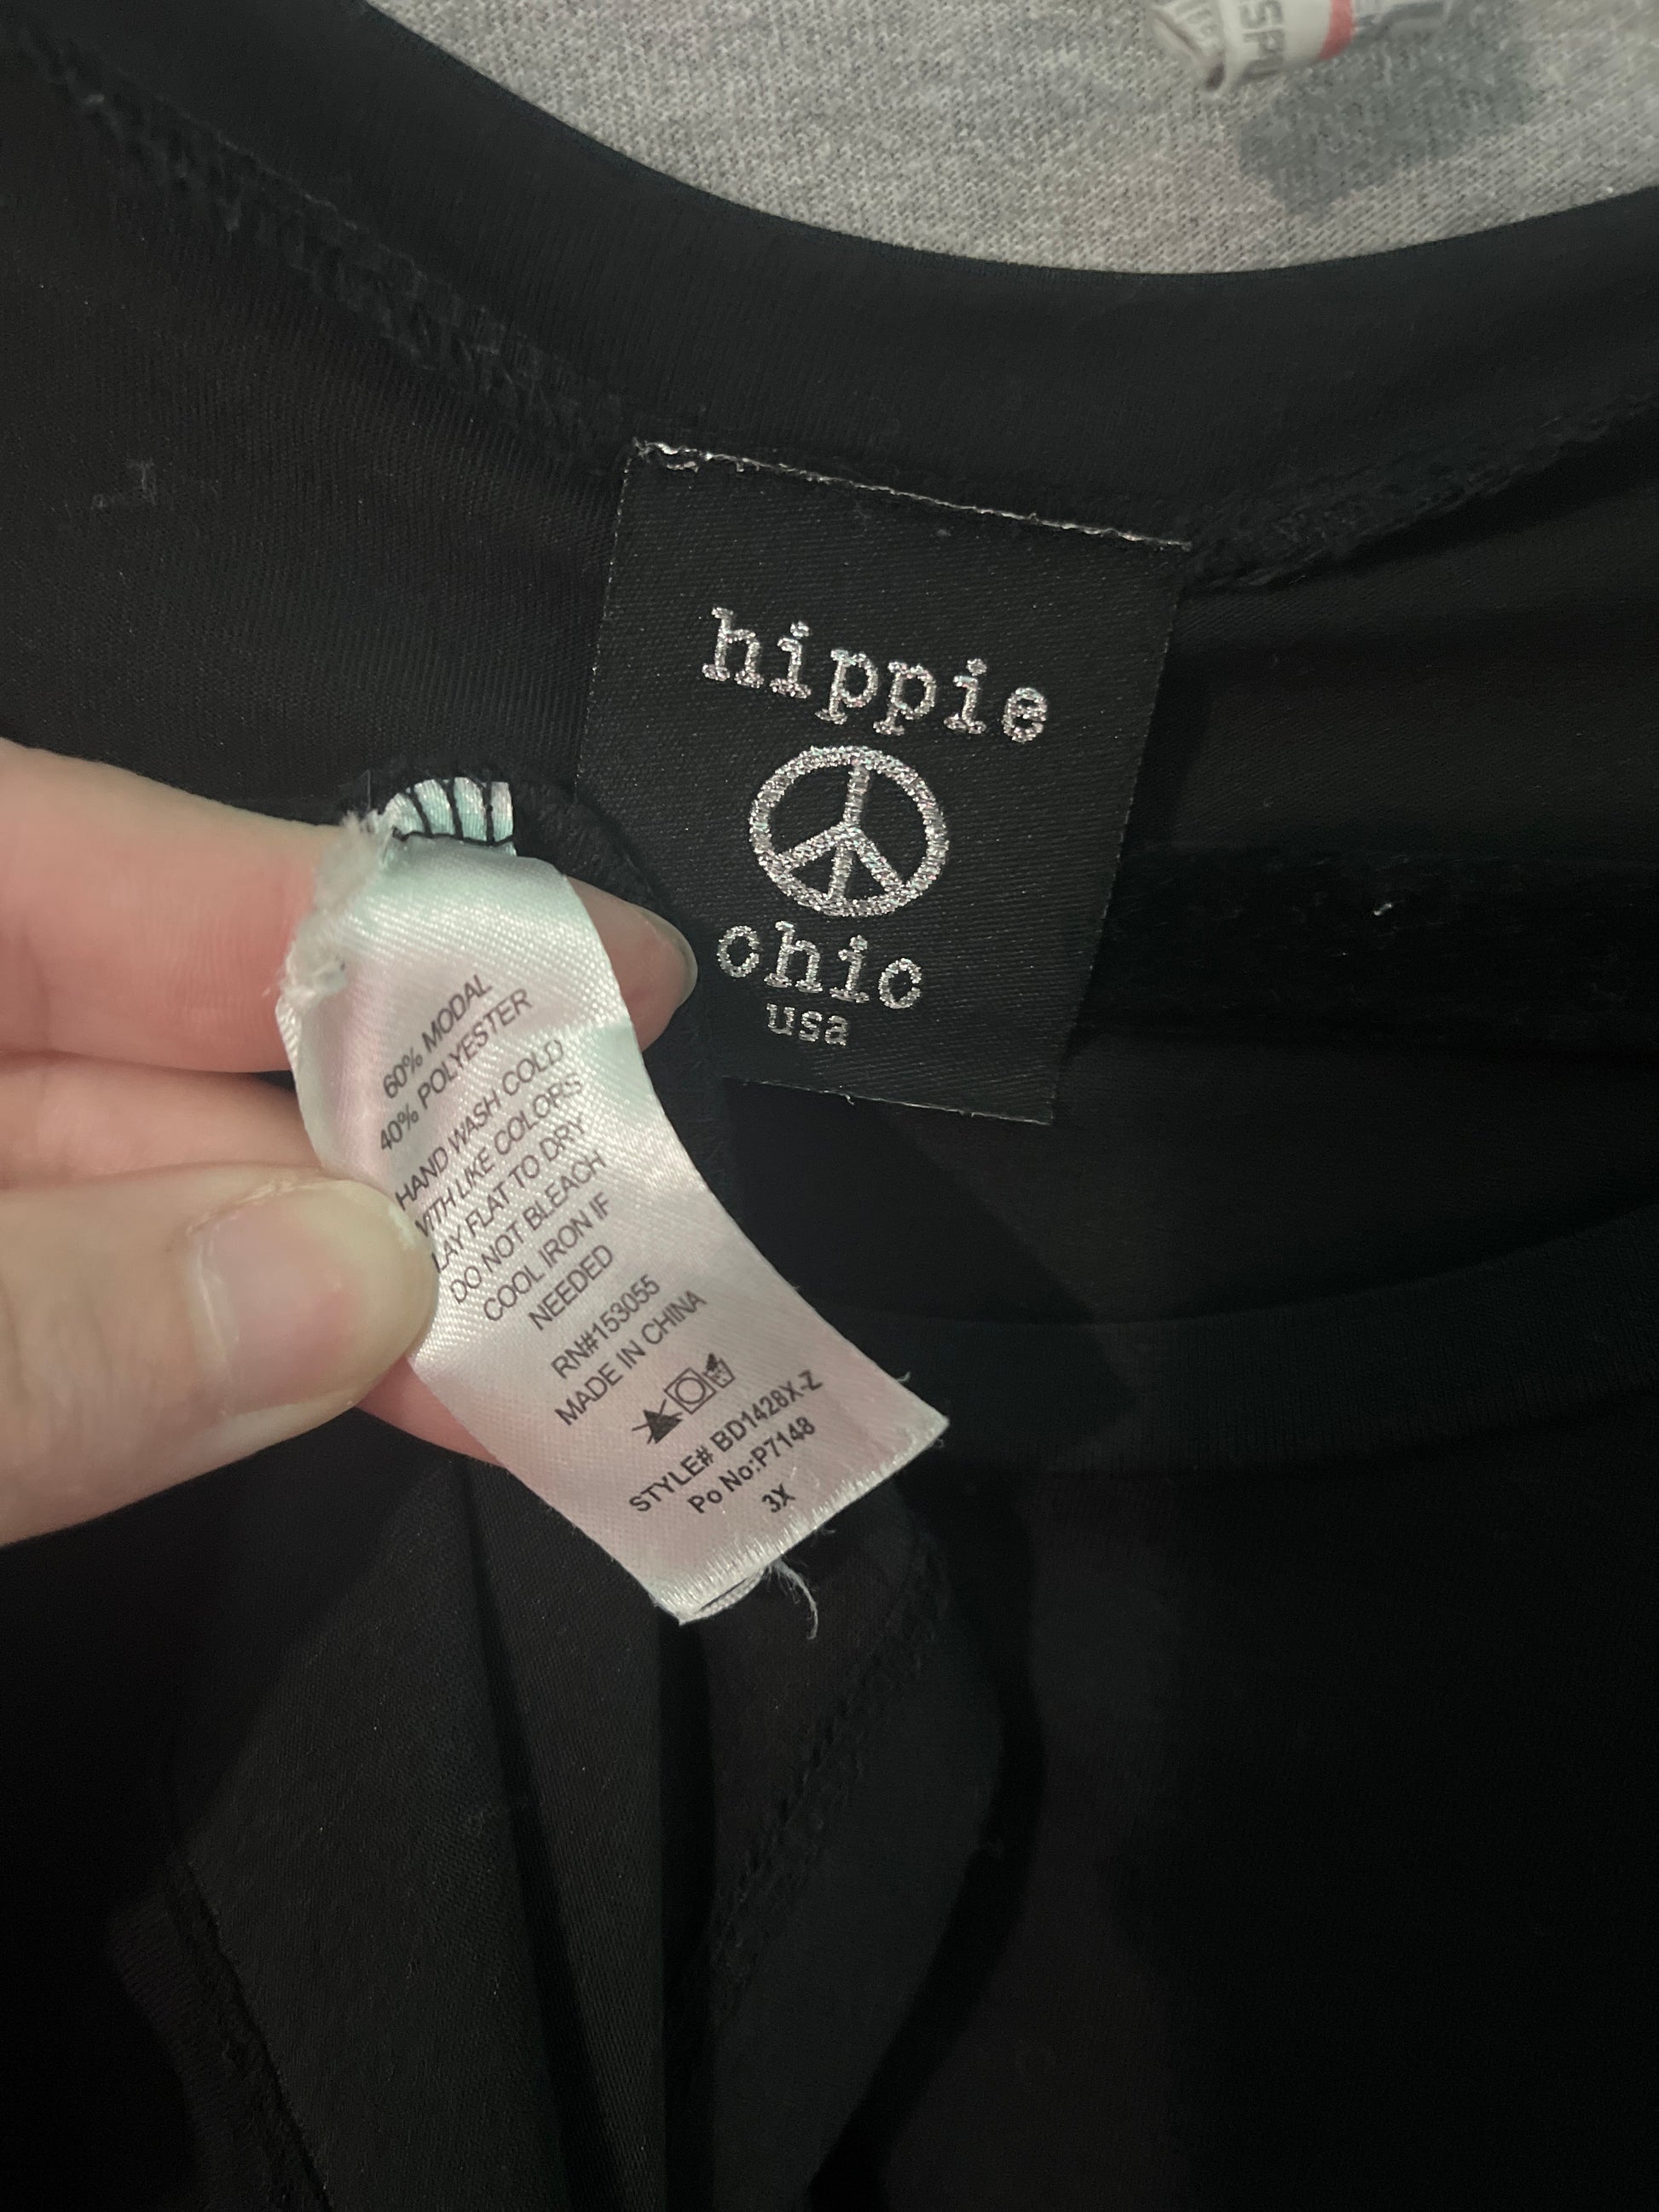 hippie
chic
usa
60% MODAL
40% POLYESTER
HAND WASH COLD
WITH LIKE COLORS
LAY FLAT TO DRY
DO NOT BLEACH
COOL IRON IF
NEEDED
RN#153055
MADE IN CHINA
STYLE# BD1428X-Z
Po No:P7148
3X